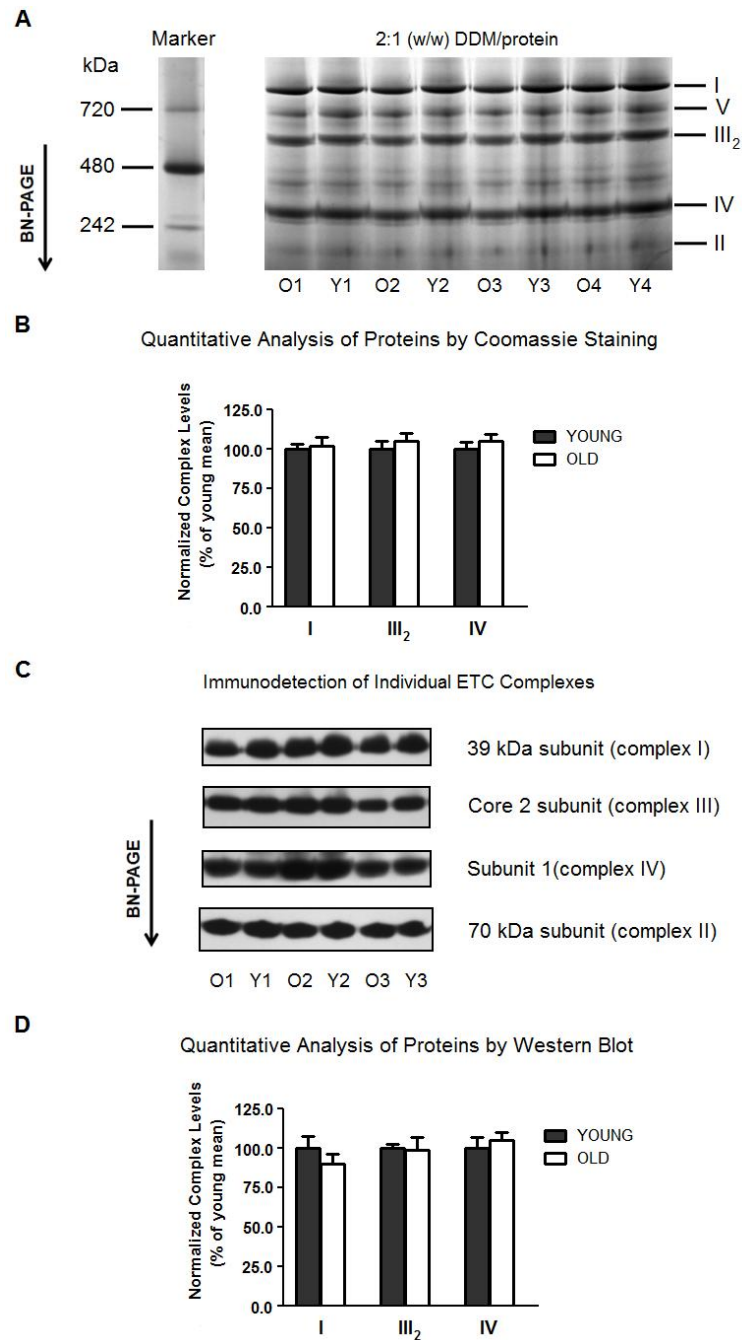 A
Marker
2:1 (w/w) DDM/protein
kDa
720
480
242
BN-PAGE
I
V
III2
IV
II
O1 Y1 O2 Y2 O3 Y3 O4 Y4
B
Quantitative Analysis of Proteins by Coomassie Staining
Normalized Complex Levels
(% of young mean)
125.0
100.0
75.0
50.0
25.0
0.0
I III2 IV
YOUNG
OLD
C
Immunodetection of Individual ETC Complexes
39 kDa subunit (complex I)
Core 2 subunit (complex III)
Subunit 1(complex IV)
70 kDa subunit (complex II)
BN-PAGE
O1 Y1 O2 Y2 O3 Y3
D
Quantitative Analysis of Proteins by Western Blot
Normalized Complex Levels
(% of young mean)
125.0
100.0
75.0
50.0
25.0
0.0
I III2 IV
YOUNG
OLD